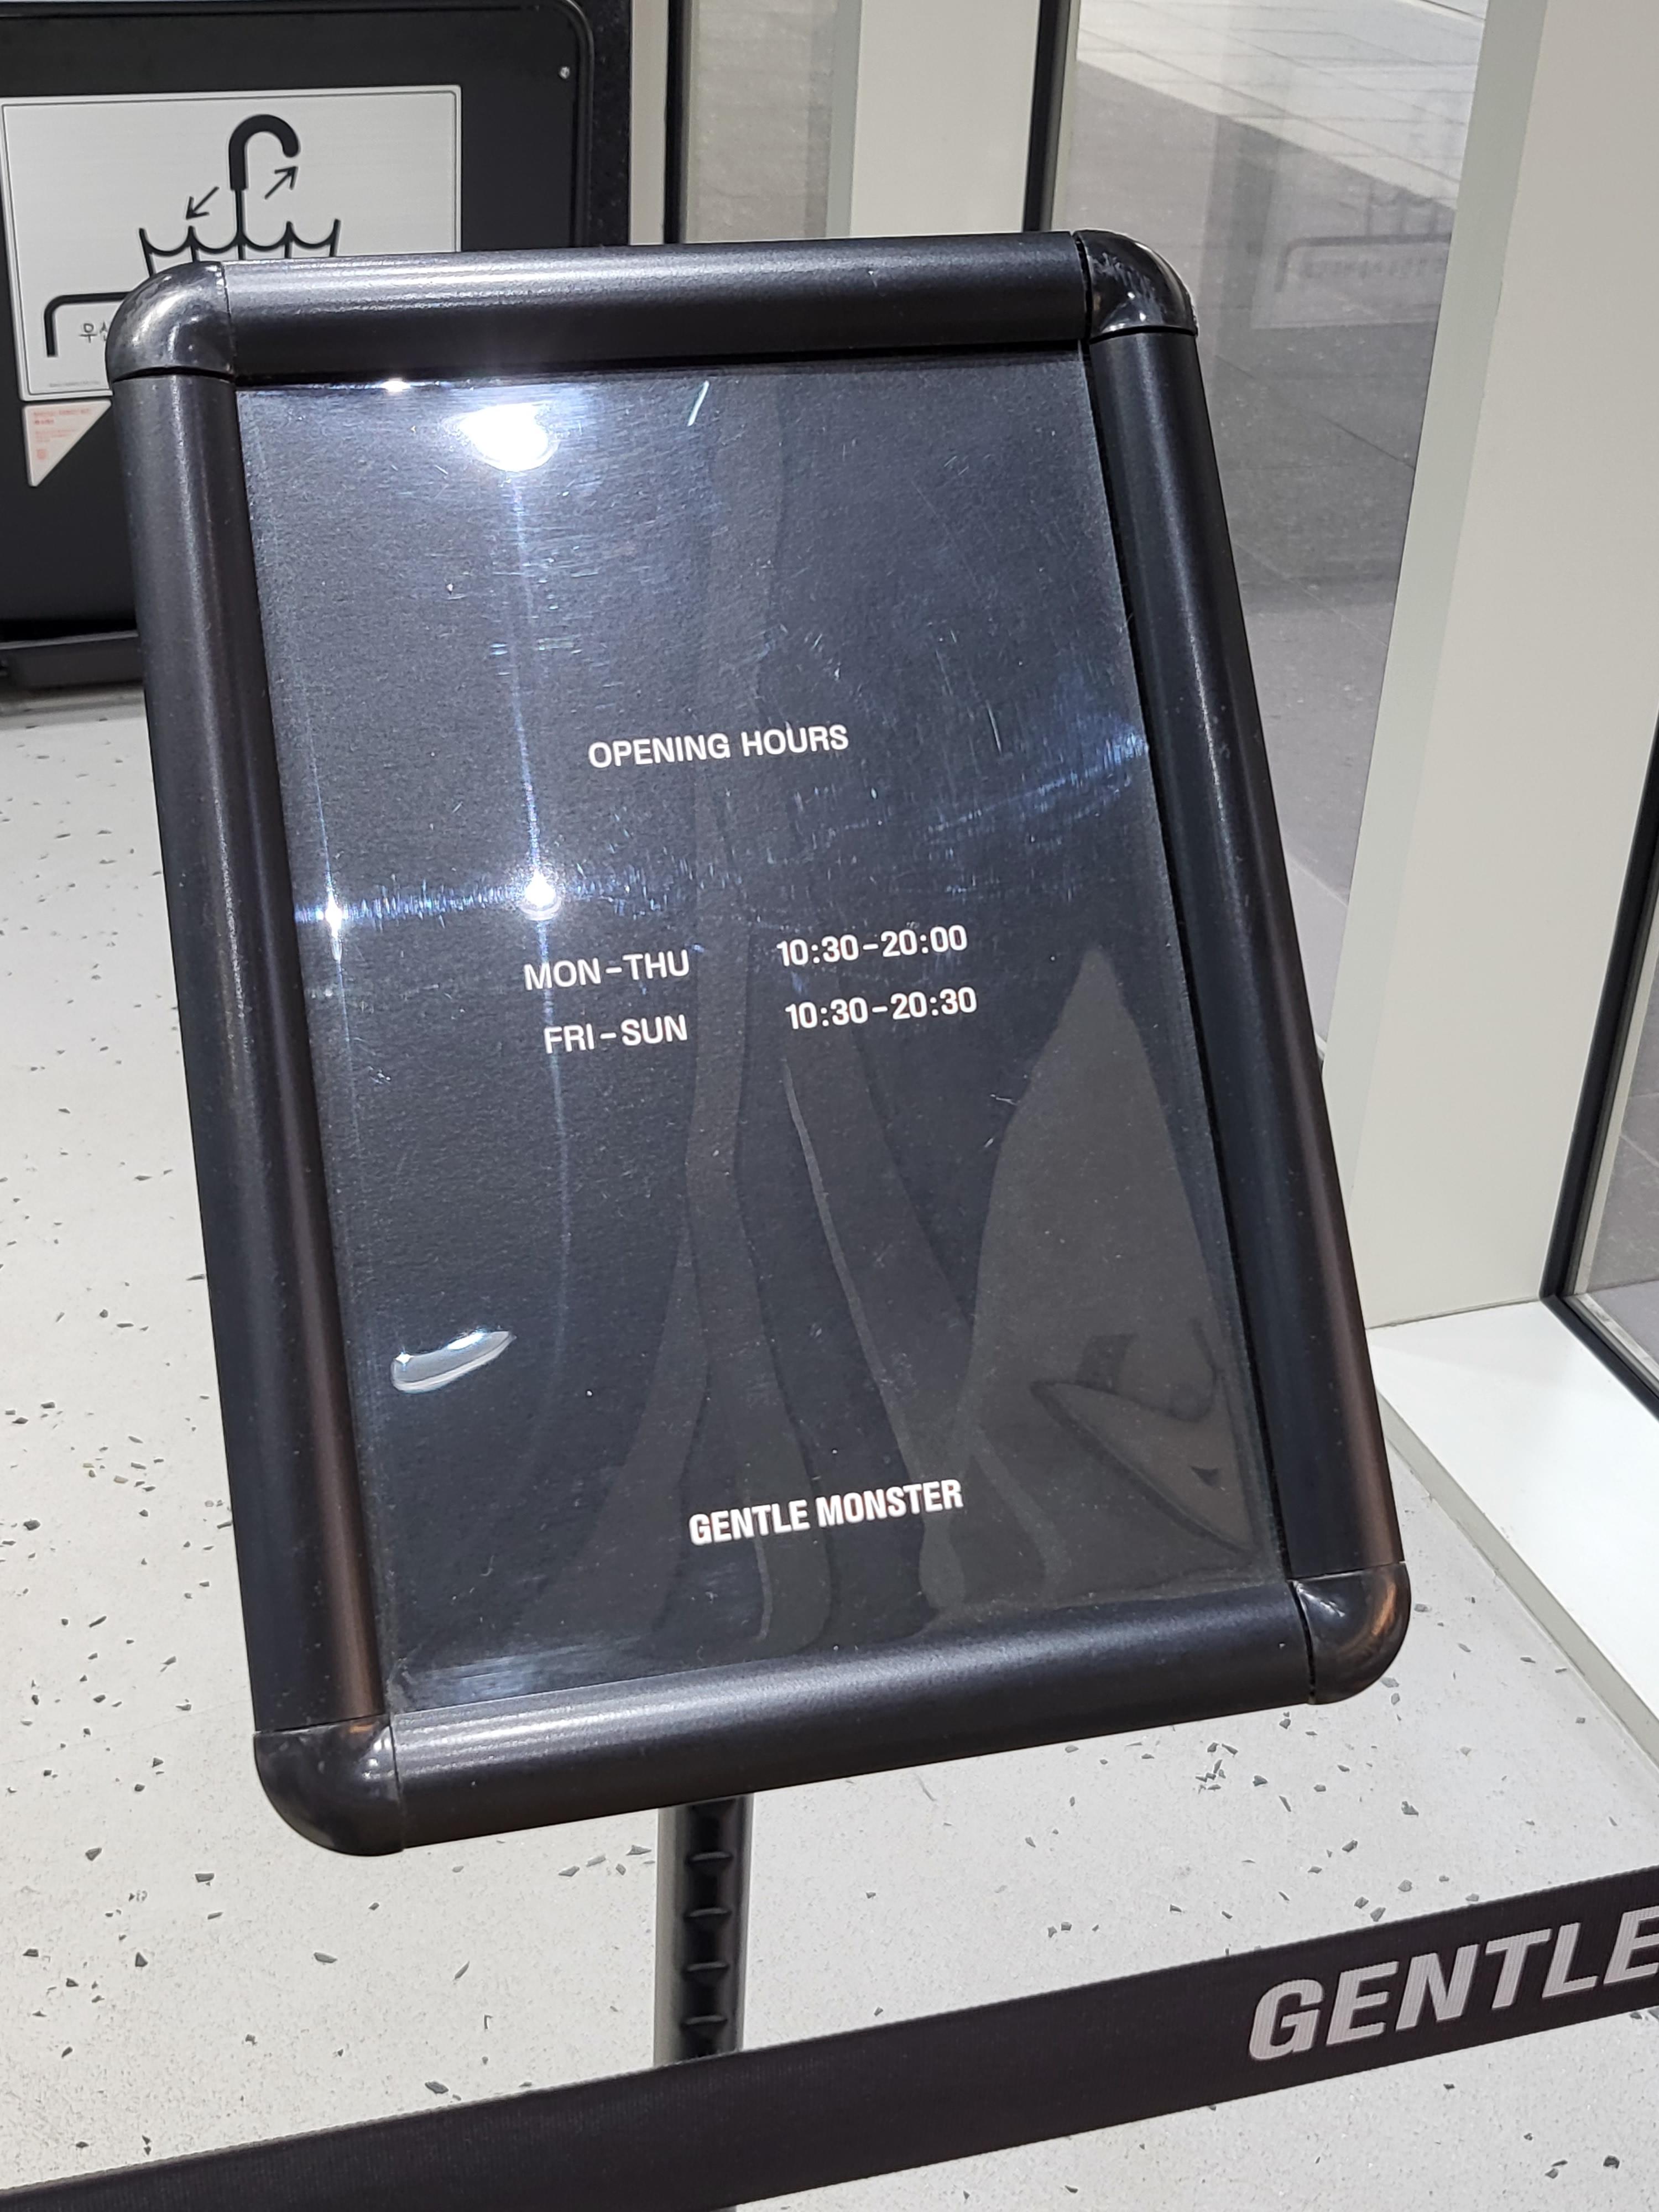 OPENING HOURS
MON-THU 10:30-20:00
FRI-SUN 10:30-20:30
GENTLE MONSTER
GENTLE